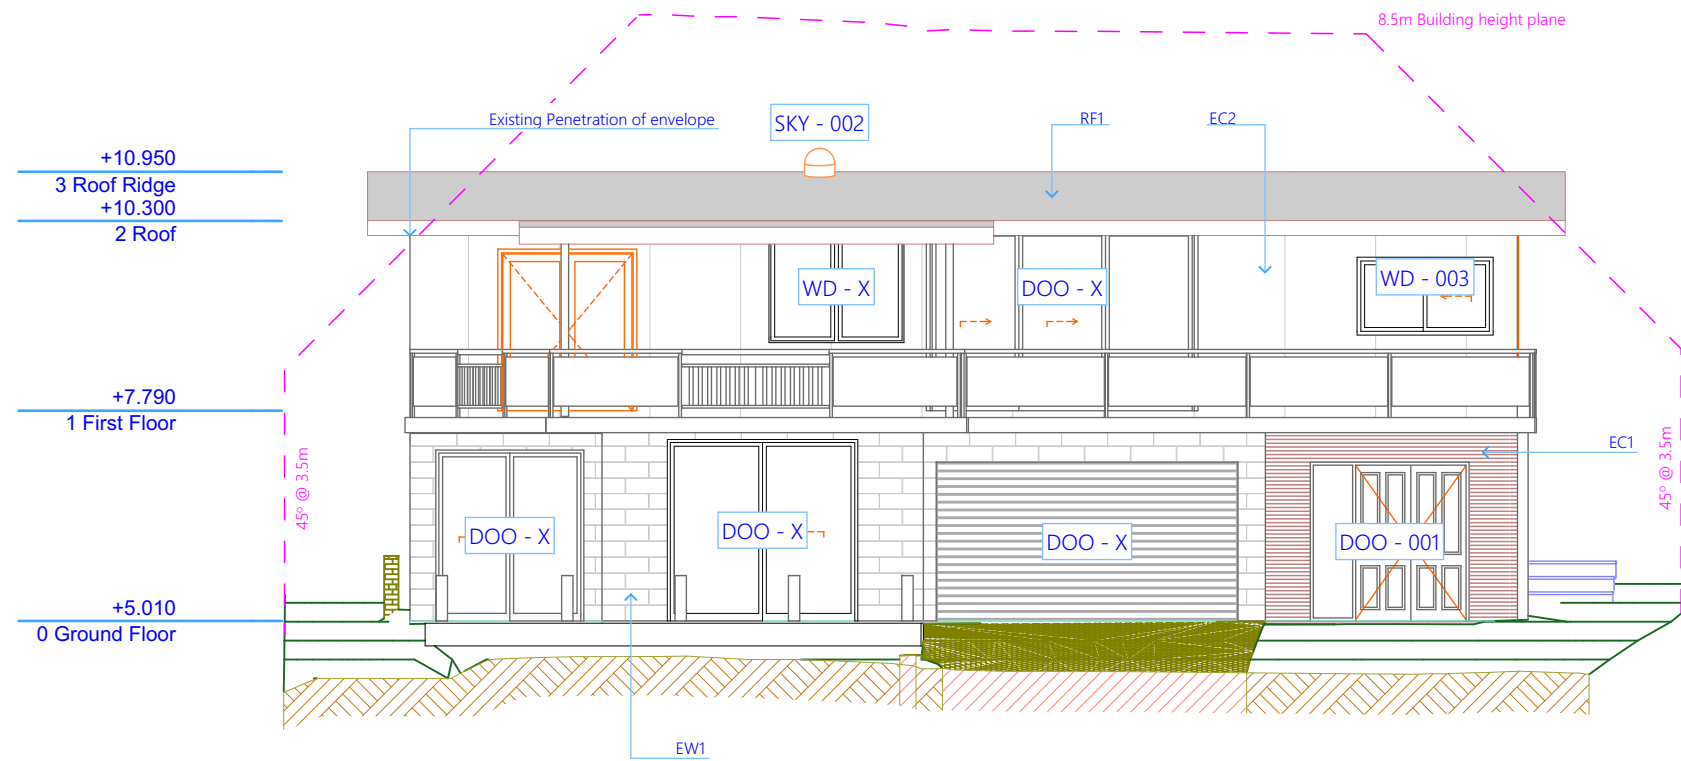 8.5m Building height plane
Existing Penetration of envelope
SKY - 002
RF1
EC2
+10.950
3 Roof Ridge
+10.300
2 Roof
WD - X
DOO - X
WD - 003
+7.790
1 First Floor
EC1
45º @ 3.5m
45º @ 3.5m
DOO - X
DOO - X
DOO - X
DOO - 001
+5.010
0 Ground Floor
EW1